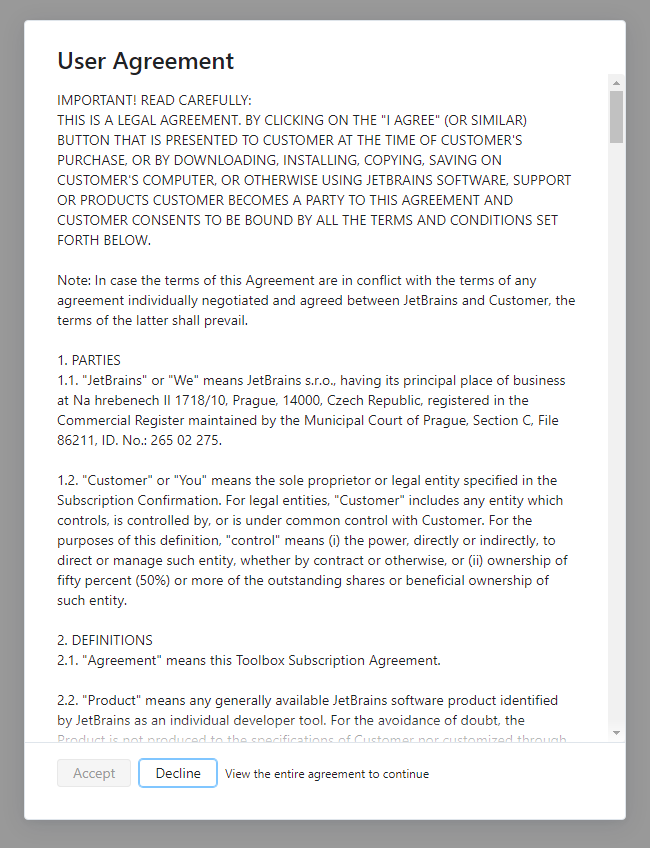 User Agreement
IMPORTANT! READ CAREFULLY:
THIS IS A LEGAL AGREEMENT. BY CLICKING ON THE "I AGREE" (OR SIMILAR)
BUTTON THAT IS PRESENTED TO CUSTOMER AT THE TIME OF CUSTOMER'S
PURCHASE, OR BY DOWNLOADING, INSTALLING, COPYING, SAVING ON
CUSTOMER'S COMPUTER, OR OTHERWISE USING JETBRAINS SOFTWARE, SUPPORT
OR PRODUCTS CUSTOMER BECOMES A PARTY TO THIS AGREEMENT AND
CUSTOMER CONSENTS TO BE BOUND BY ALL THE TERMS AND CONDITIONS SET
FORTH BELOW.
Note: In case the terms of this Agreement are in conflict with the terms of any
agreement individually negotiated and agreed between JetBrains and Customer, the
terms of the latter shall prevail.
1. PARTIES
1.1. "JetBrains" or "We" means JetBrains s.r.o., having its principal place of business
at Na hrebenech II 1718/10, Prague, 14000, Czech Republic, registered in the
Commercial Register maintained by the Municipal Court of Prague, Section C, File
86211, ID. No.: 265 02 275.
1.2. "Customer" or "You" means the sole proprietor or legal entity specified in the
Subscription Confirmation. For legal entities, "Customer" includes any entity which
controls, is controlled by, or is under common control with Customer. For the
purposes of this definition, "control" means (i) the power, directly or indirectly, to
direct or manage such entity, whether by contract or otherwise, or (ii) ownership of
fifty percent (50%) or more of the outstanding shares or beneficial ownership of
such entity.
2. DEFINITIONS
2.1. "Agreement" means this Toolbox Subscription Agreement.
2.2. "Product" means any generally available JetBrains software product identified
by JetBrains as an individual developer tool. For the avoidance of doubt, the
Product is not produced to the specifications of Customer nor customized through
Accept
Decline
View the entire agreement to continue